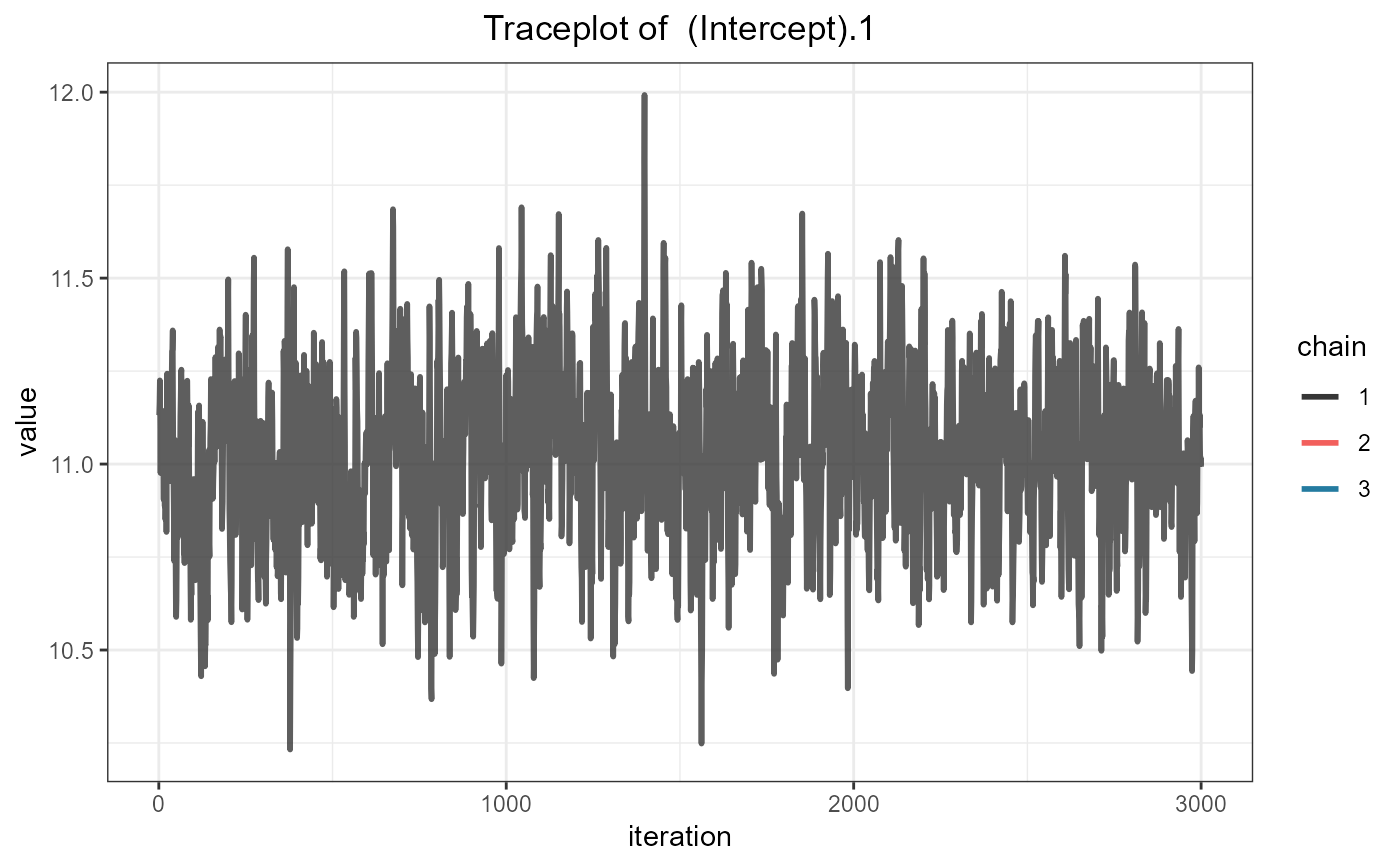 Traceplot of  (Intercept).1
12.0
11.5
11.0
10.5
value
0
1000
2000
3000
iteration
chain
1
2
3